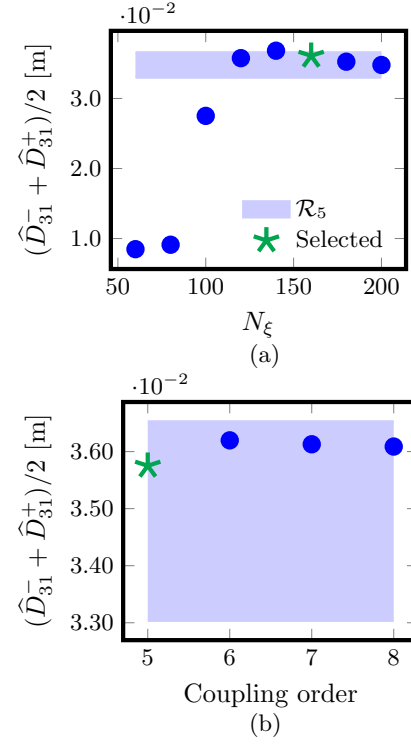 ·10⁻²
(D̂₃₁⁻ + D̂₃₁⁺)/2 [m]
3.0
2.0
1.0
R₅
Selected
50 100 150 200
N_ξ
(a)
·10⁻²
(D̂₃₁⁻ + D̂₃₁⁺)/2 [m]
3.60
3.50
3.40
3.30
5 6 7 8
Coupling order
(b)